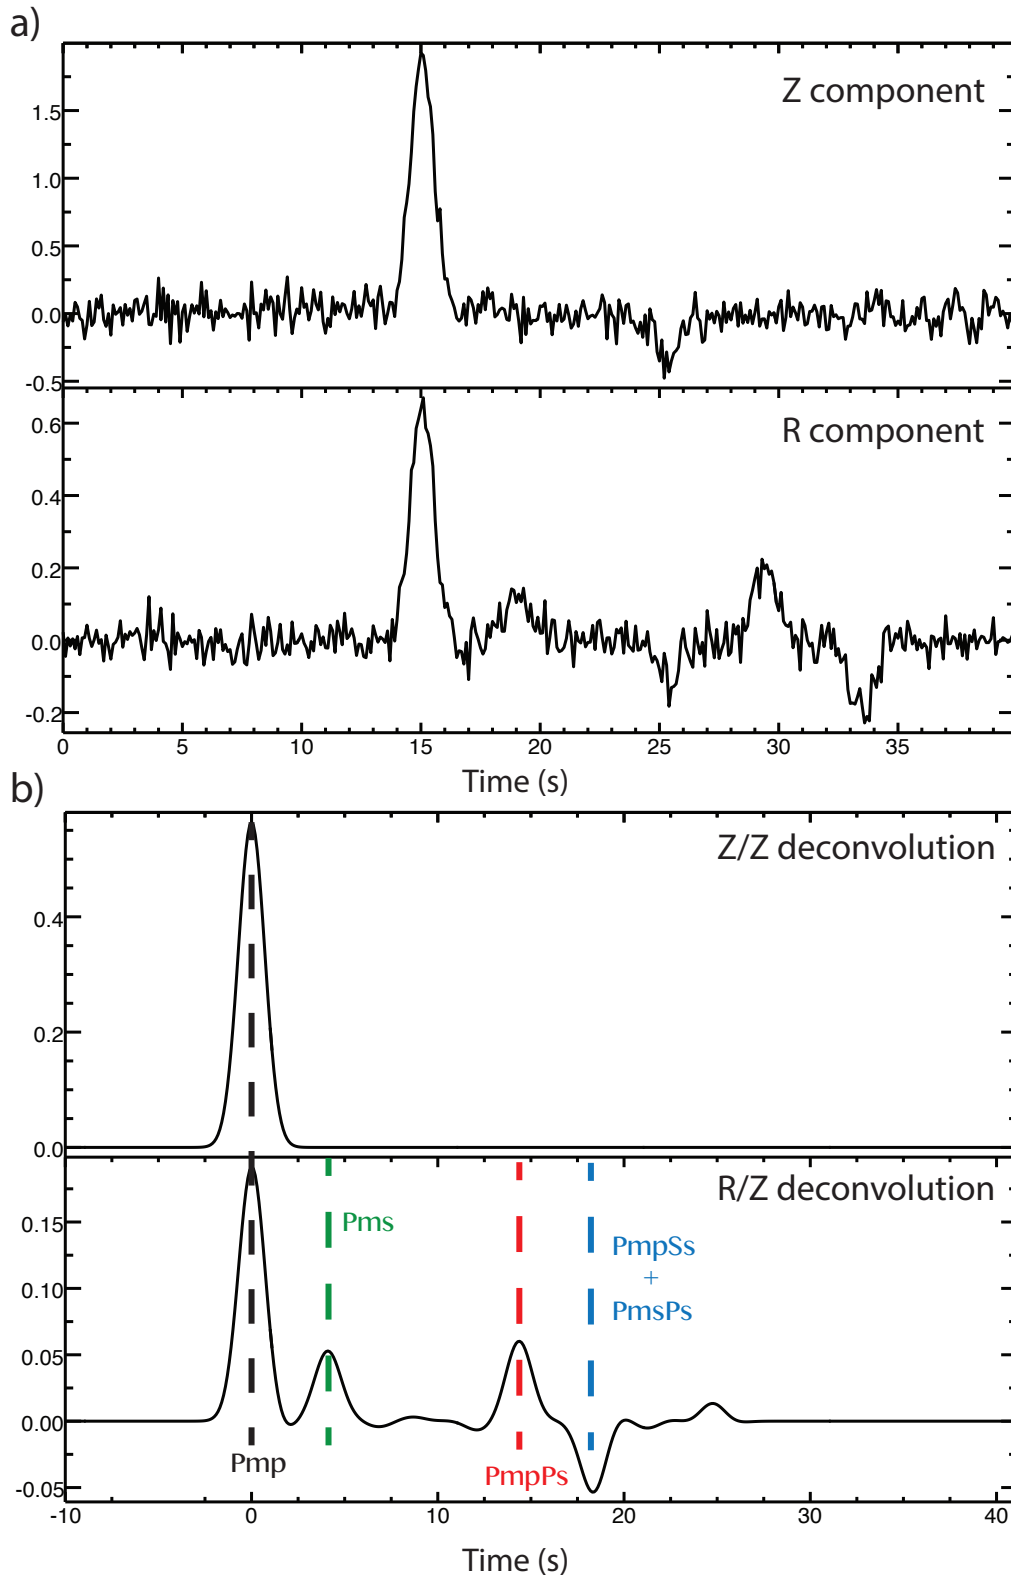 a)
Z component
1.5
1.0
0.5
0.0
-0.5
R component
0.6
0.4
0.2
0.0
-0.2
0 5 10 15 20 25 30 35
Time (s)
b)
Z/Z deconvolution
0.4
0.2
0.0
R/Z deconvolution
0.15
0.10
0.05
0.00
-0.05
Pms
PmpSs
+
PmsPs
Pmp
PmpPs
-10 0 10 20 30 40
Time (s)